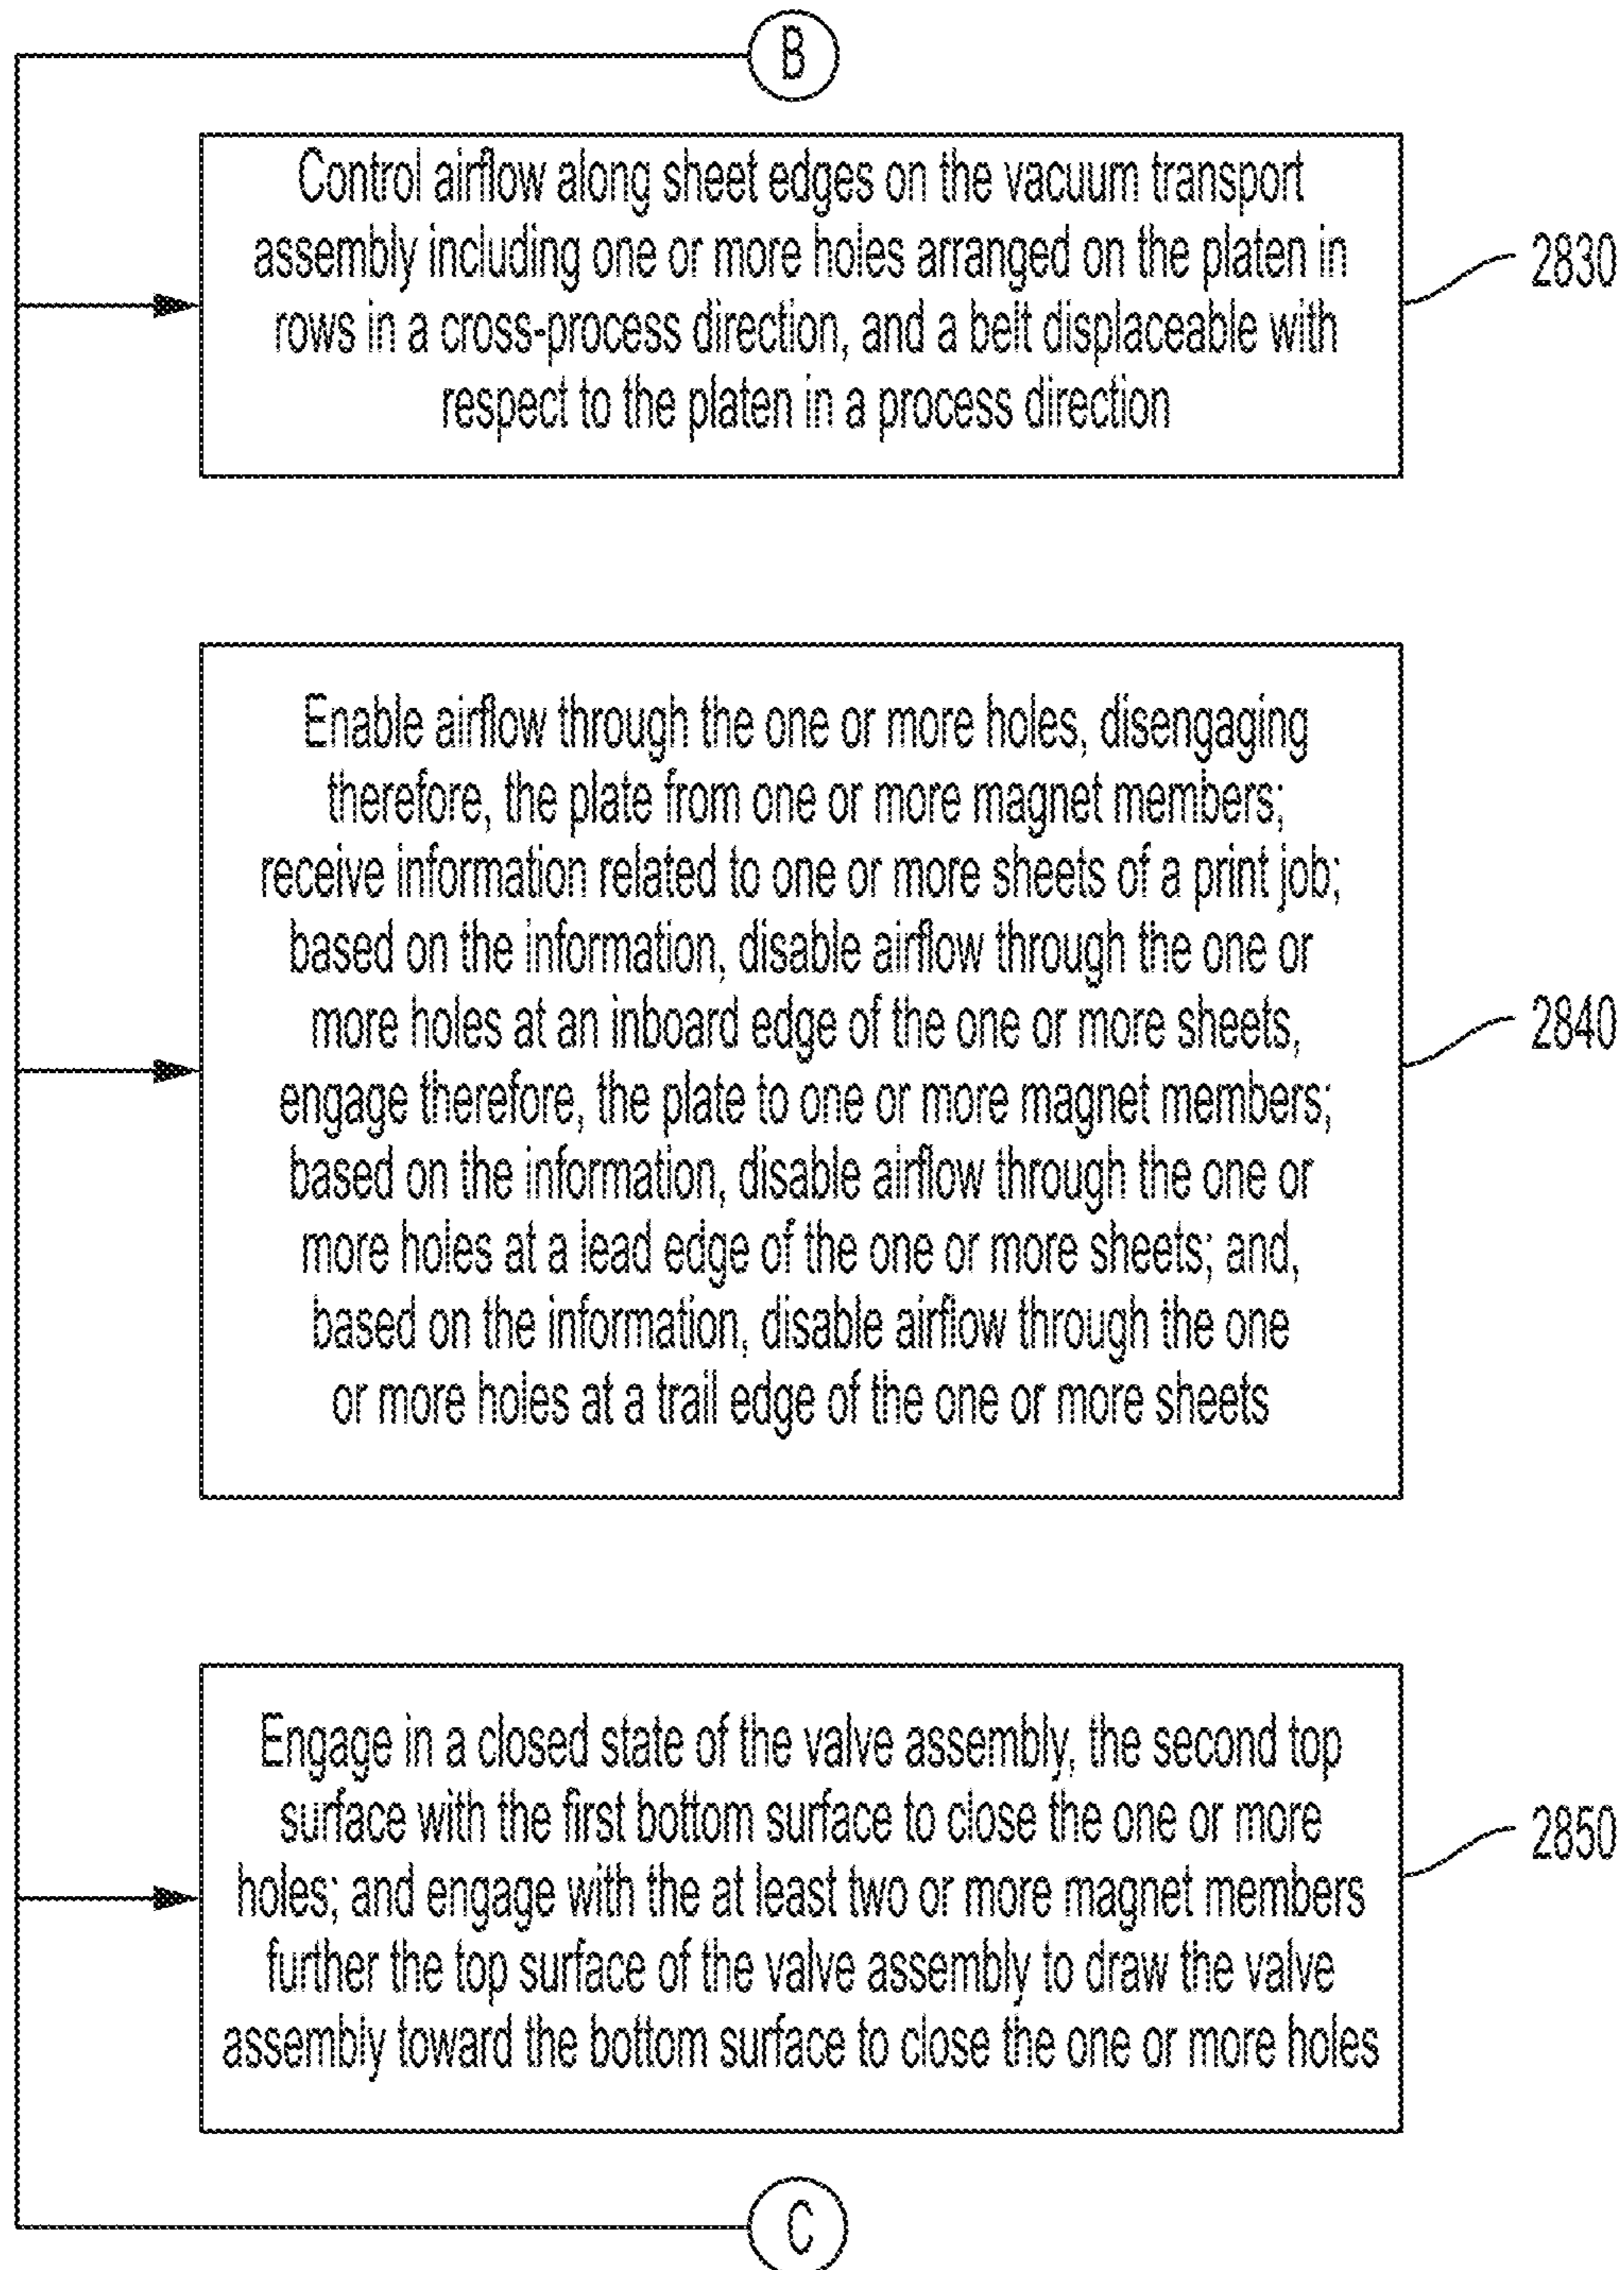 B
Control airflow along sheet edges on the vacuum transport
assembly including one or more holes arranged on the platen in
rows in a cross-process direction, and a belt displaceable with
respect to the platen in a process direction
2830
Enable airflow through the one or more holes, disengaging
therefore, the plate from one or more magnet members;
receive information related to one or more sheets of a print job;
based on the information, disable airflow through the one or
more holes at an inboard edge of the one or more sheets,
engage therefore, the plate to one or more magnet members;
based on the information, disable airflow through the one or
more holes at a lead edge of the one or more sheets; and,
based on the information, disable airflow through the one
or more holes at a trail edge of the one or more sheets
2840
Engage in a closed state of the valve assembly, the second top
surface with the first bottom surface to close the one or more
holes; and engage with the at least two or more magnet members
further the top surface of the valve assembly to draw the valve
assembly toward the bottom surface to close the one or more holes
2850
C